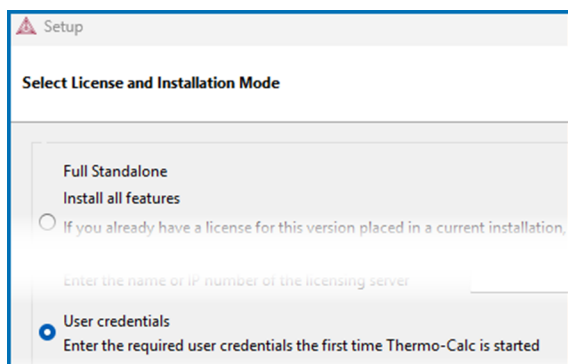 Setup
Select License and Installation Mode
Full Standalone
Install all features
If you already have a license for this version placed in a current installation,
Enter the name or IP number of the licensing server
User credentials
Enter the required user credentials the first time Thermo-Calc is started